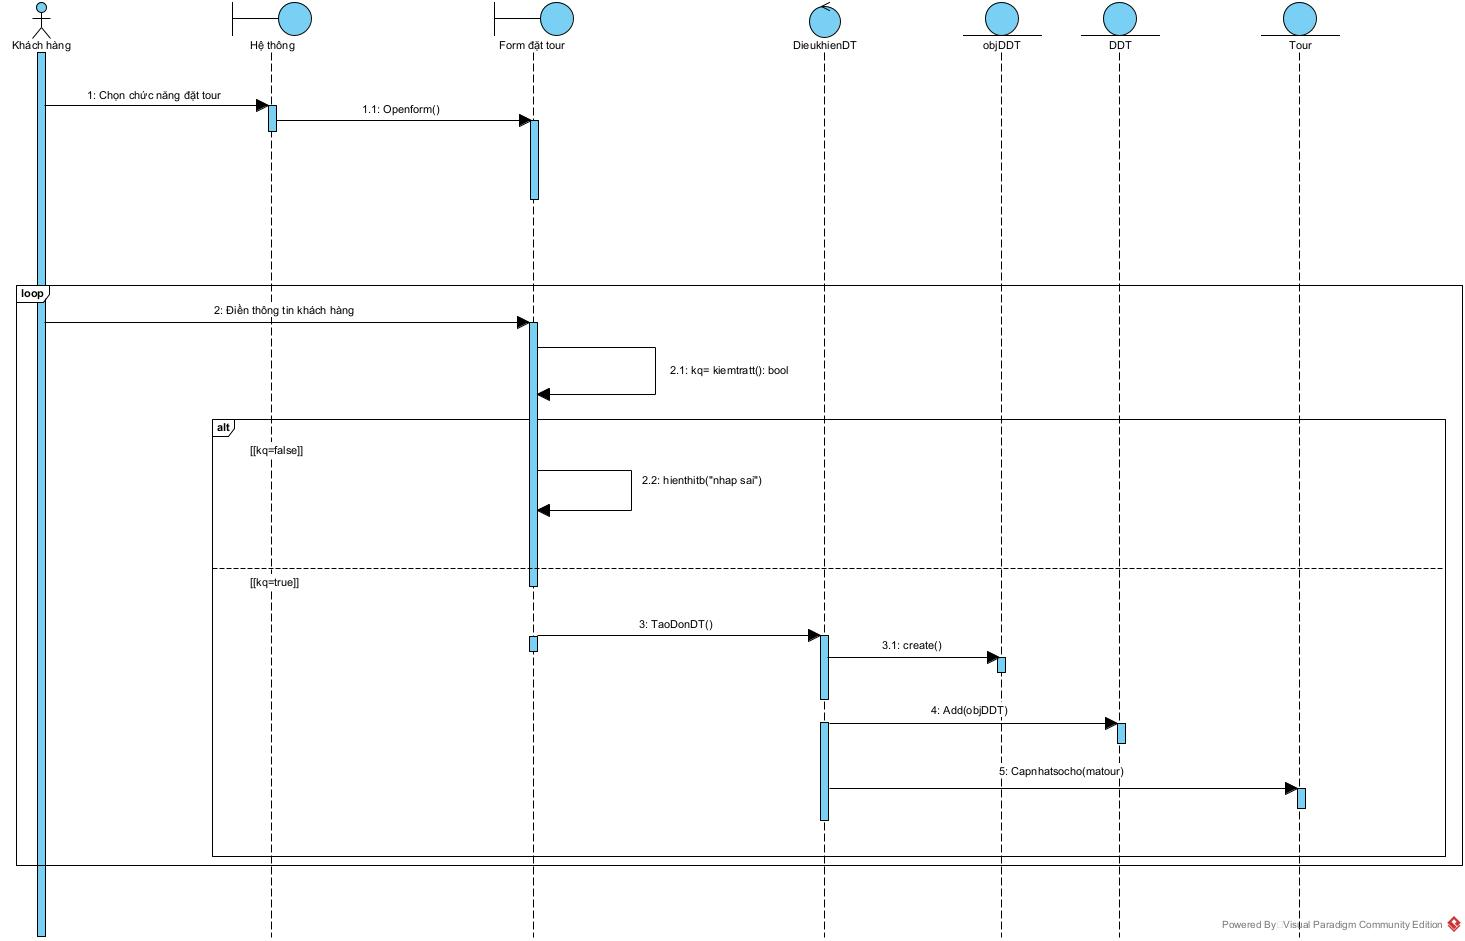 Khách hàng
Hệ thông
Form đặt tour
DieukhienDT
objDDT
DDT
Tour
1: Chọn chức năng đặt tour
1.1: Openform()
loop
2: Điền thông tin khách hàng
2.1: kq= kiemtratt(): bool
alt
[[kq=false]]
2.2: hienthitb("nhap sai")
[[kq=true]]
3: TaoDonDT()
3.1: create()
4: Add(objDDT)
5: Capnhatsocho(matour)
Powered By Visual Paradigm Community Edition